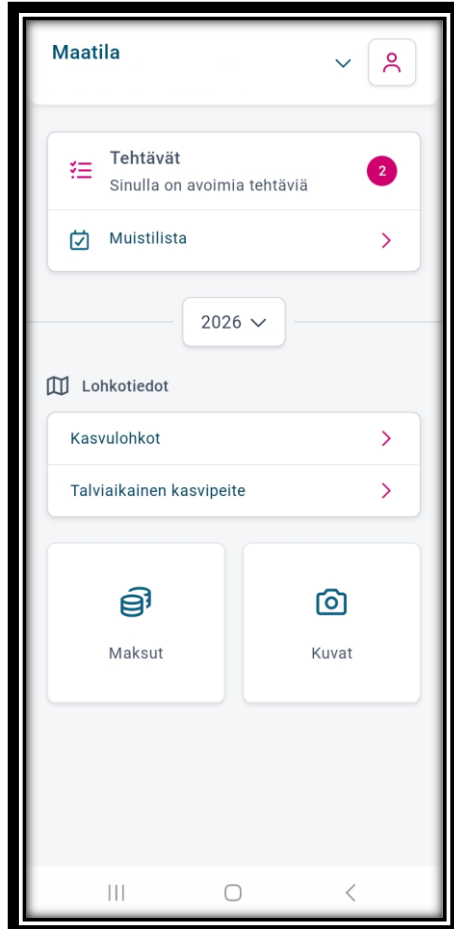 Maatila
Tehtävät
Sinulla on avoimia tehtäviä
2
Muistilista
2026
Lohkotiedot
Kasvulohkot
Talviaikainen kasvipeite
Maksut
Kuvat